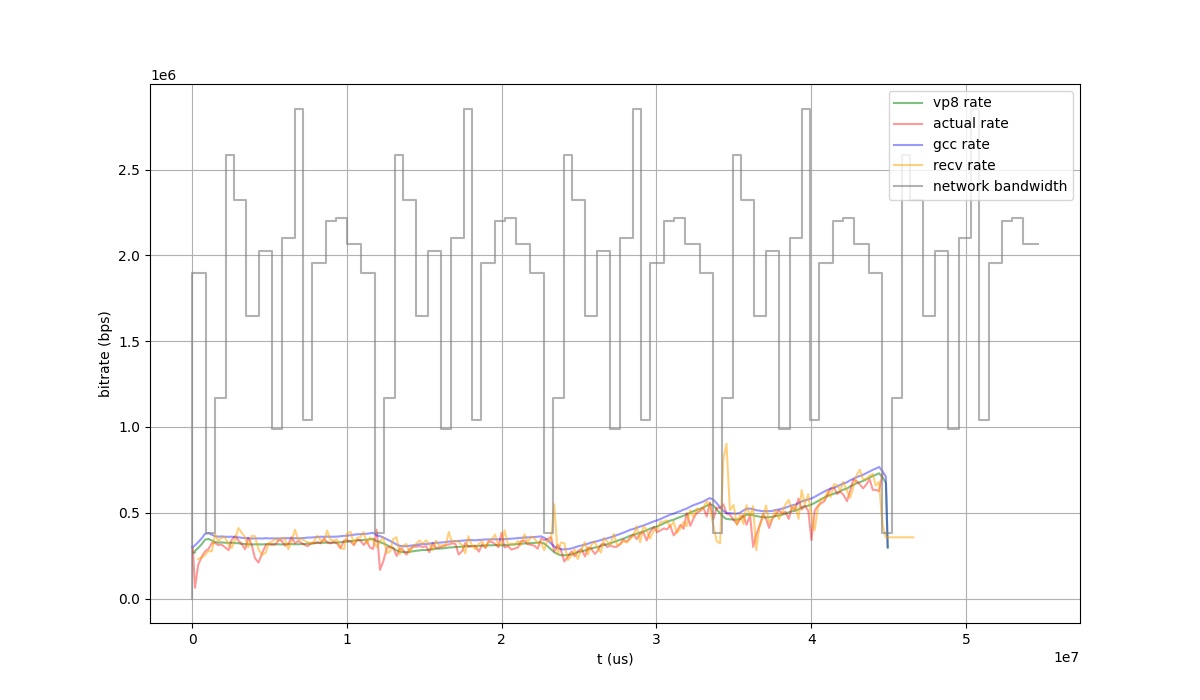 1e6
2.5
2.0
1.5
1.0
0.5
0.0
bitrate (bps)
vp8 rate
actual rate
gcc rate
recv rate
network bandwidth
0 1 2 3 4 5
t (us)
1e7